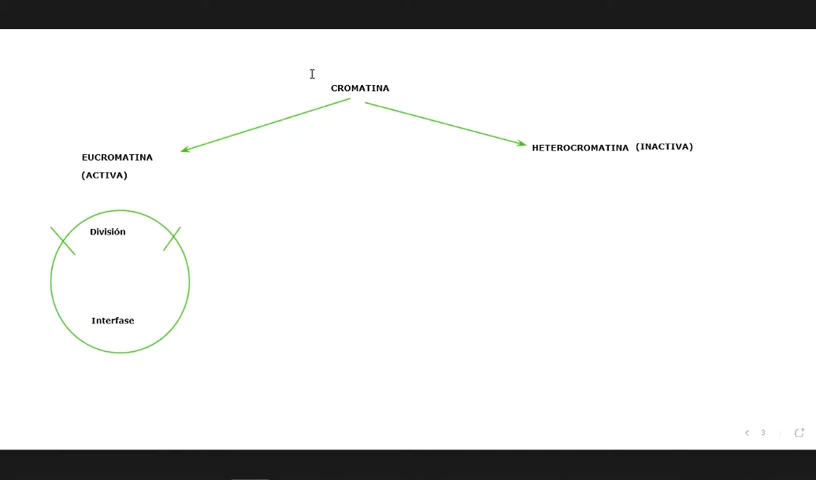 CROMATINA
EUCROMATINA
(ACTIVA)
HETEROCROMATINA (INACTIVA)
División
Interfase
3